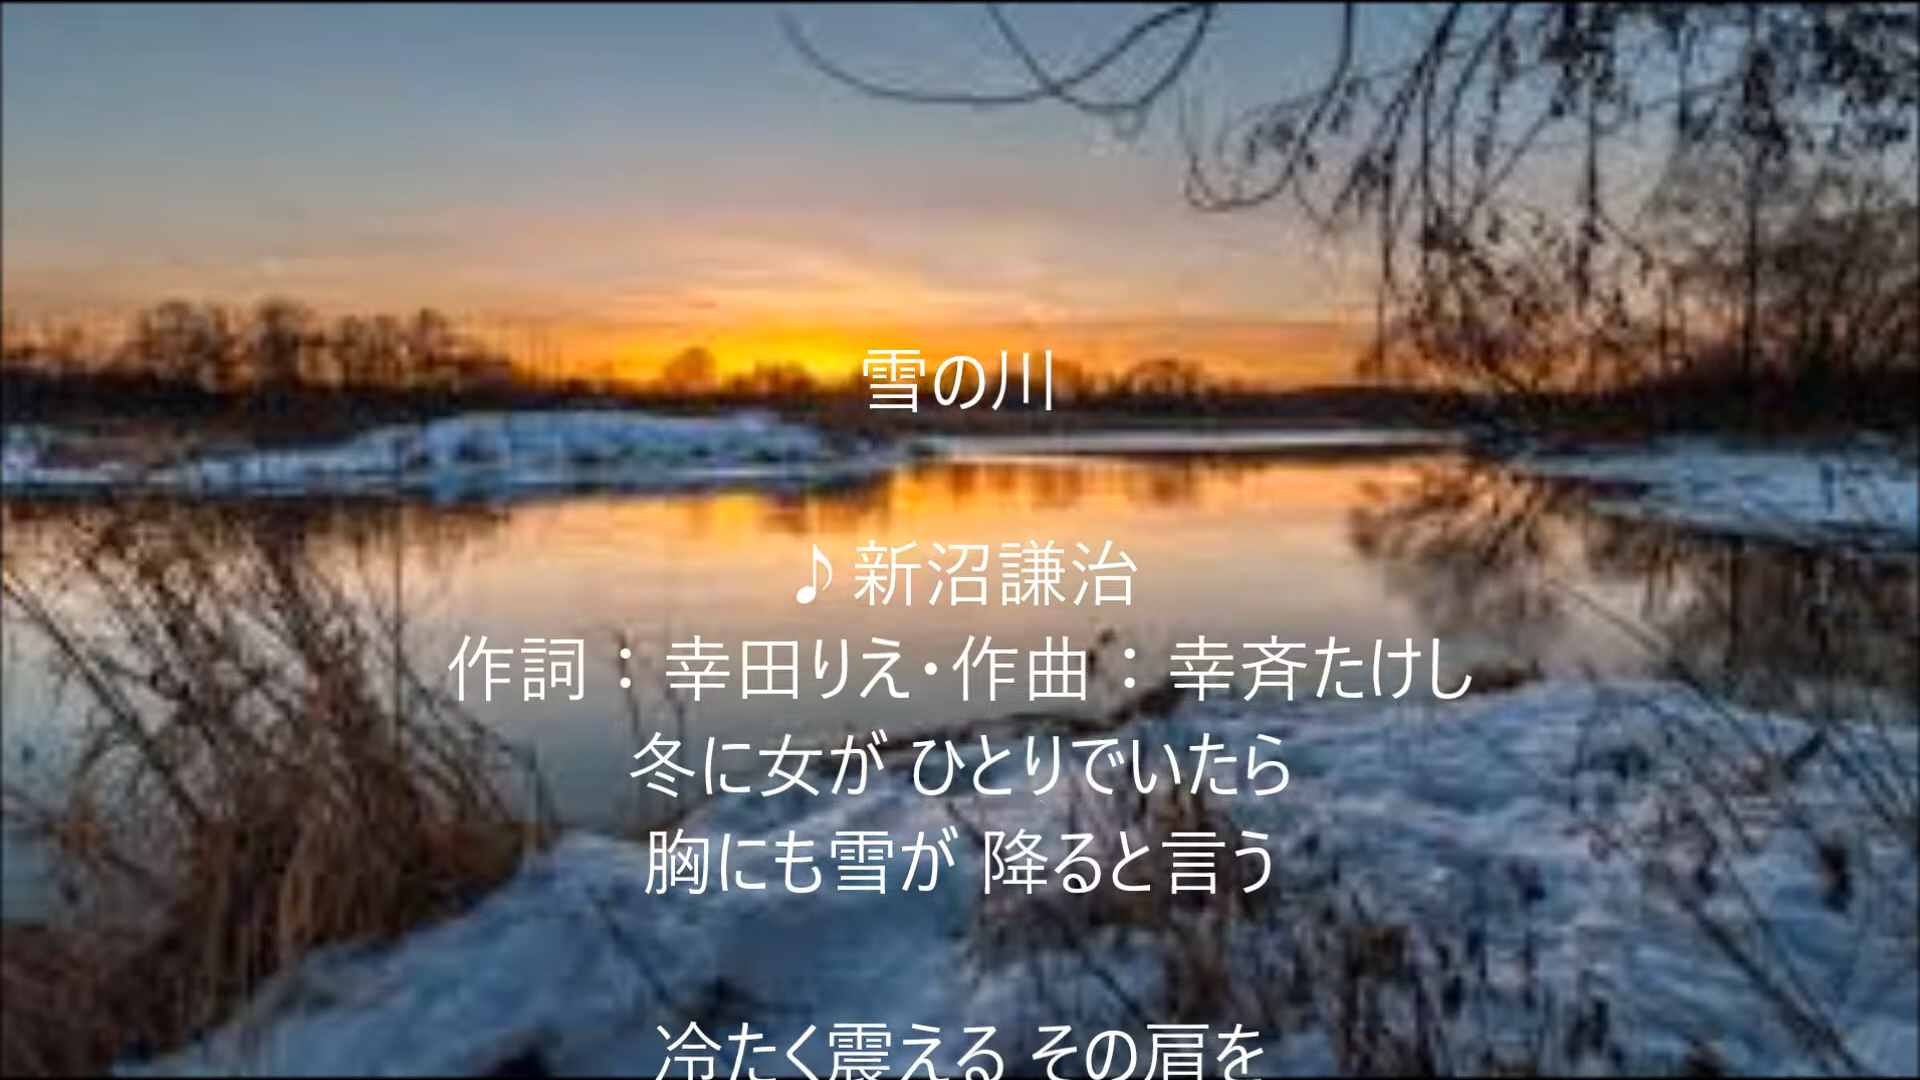 雪の川
♪新沼謙治
作詞：幸田りえ・作曲：幸斉たけし
冬に女が ひとりでいたら
胸にも雪が 降ると言う
冷たく震える その肩を